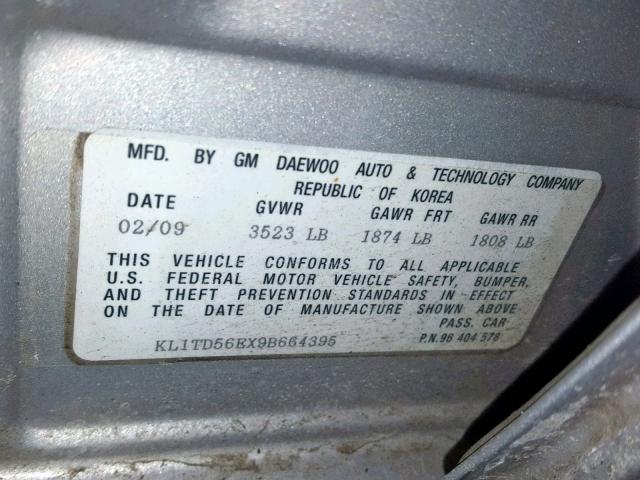 MFD. BY GM DAEWOO AUTO & TECHNOLOGY COMPANY
REPUBLIC OF KOREA
DATE GVWR GAWR FRT GAWR RR
02/09 3523 LB 1874 LB 1808 LB
THIS VEHICLE CONFORMS TO ALL APPLICABLE
U.S. FEDERAL MOTOR VEHICLE SAFETY, BUMPER,
AND THEFT PREVENTION STANDARDS IN EFFECT
ON THE DATE OF MANUFACTURE SHOWN ABOVE
PASS. CAR
KL1TD56EX9B664395 P.N.96 404 578